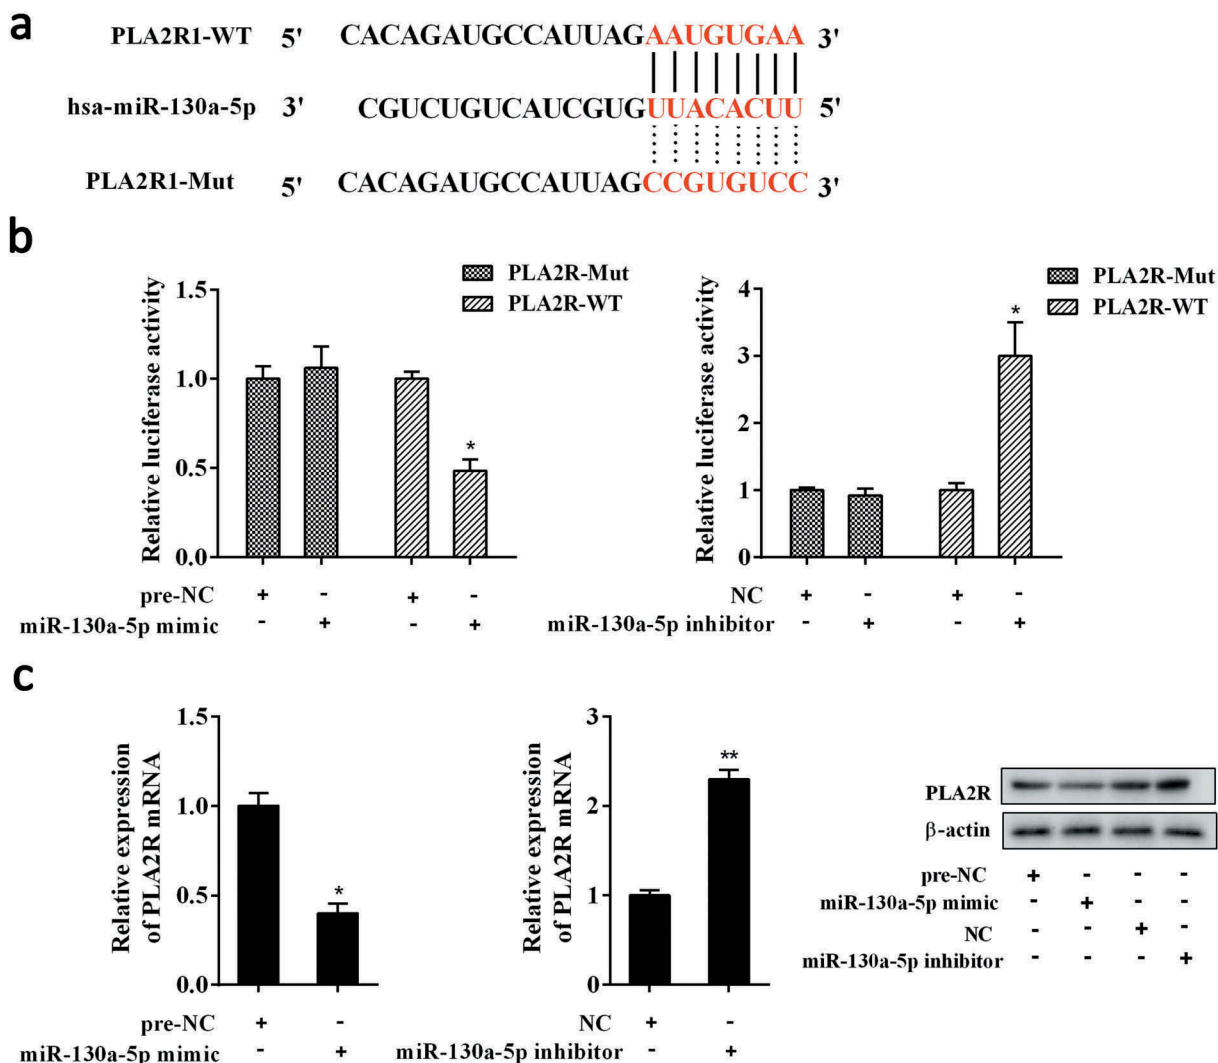 a
PLA2R1-WT 5' CACAGAUGCCAUUAGAAUGUGAA 3'
hsa-miR-130a-5p 3' CGUCUGUCAUCGUGUUACACUU 5'
PLA2R1-Mut 5' CACAGAUGCCAUUAGCCGUGUCC 3'
b
Relative luciferase activity
1.5
1.0
0.5
0.0
PLA2R-Mut
PLA2R-WT
*
pre-NC + - + -
miR-130a-5p mimic - + - +
Relative luciferase activity
4
3
2
1
0
PLA2R-Mut
PLA2R-WT
*
NC + - + -
miR-130a-5p inhibitor - + - +
c
Relative expression
of PLA2R mRNA
1.5
1.0
0.5
0.0
*
pre-NC + -
miR-130a-5p mimic - +
Relative expression
of PLA2R mRNA
3
2
1
0
**
NC + -
miR-130a-5p inhibitor - +
PLA2R
β-actin
pre-NC + - - -
miR-130a-5p mimic - + - -
NC - - + -
miR-130a-5p inhibitor - - - +